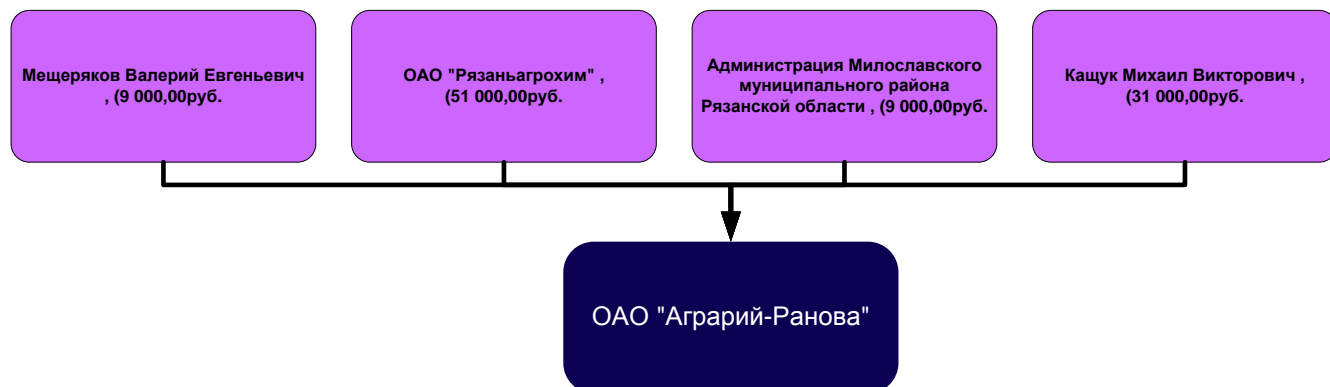 Мещеряков Валерий Евгеньевич
, (9 000,00руб.
ОАО "Рязаньагрохим" ,
(51 000,00руб.
Администрация Милославского
муниципального района
Рязанской области , (9 000,00руб.
Кащук Михаил Викторович ,
(31 000,00руб.
ОАО "Аграрий-Ранова"